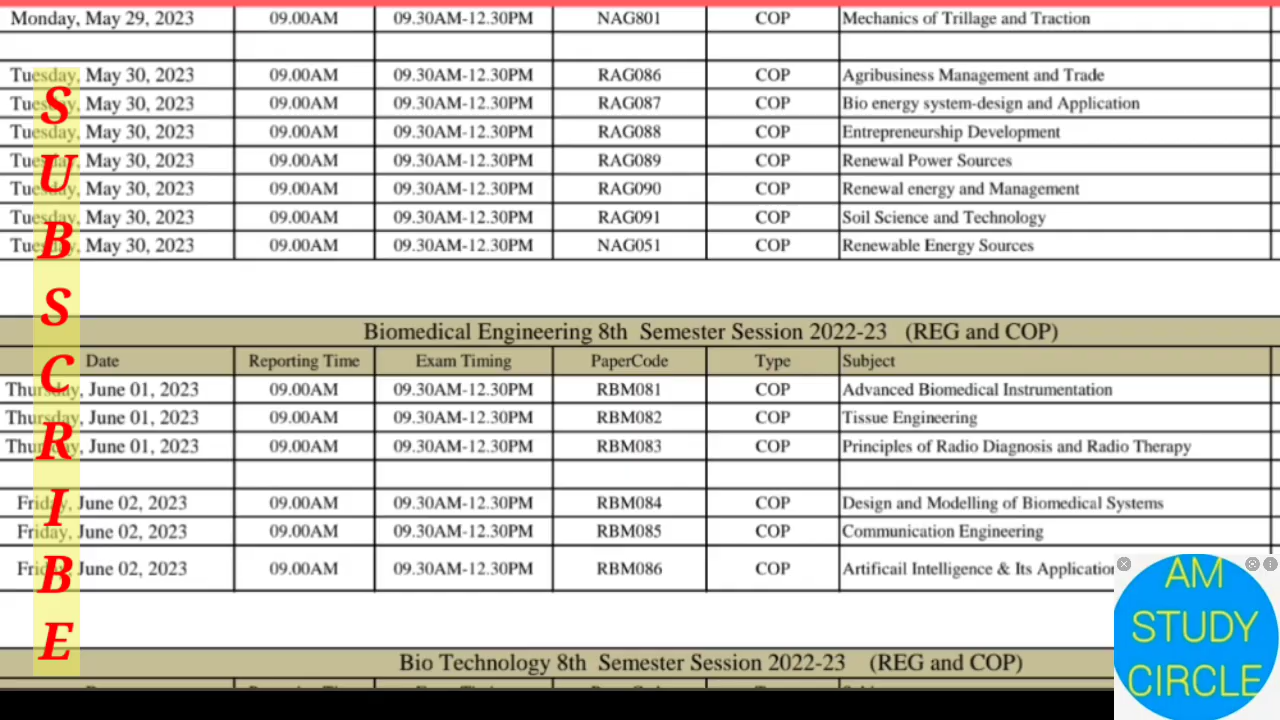 Monday, May 29, 2023 09.00AM 09.30AM-12.30PM NAG801 COP Mechanics of Trillage and Traction
Tuesday, May 30, 2023 09.00AM 09.30AM-12.30PM RAG086 COP Agribusiness Management and Trade
Tuesday, May 30, 2023 09.00AM 09.30AM-12.30PM RAG087 COP Bio energy system-design and Application
Tuesday, May 30, 2023 09.00AM 09.30AM-12.30PM RAG088 COP Entrepreneurship Development
Tuesday, May 30, 2023 09.00AM 09.30AM-12.30PM RAG089 COP Renewal Power Sources
Tuesday, May 30, 2023 09.00AM 09.30AM-12.30PM RAG090 COP Renewal energy and Management
Tuesday, May 30, 2023 09.00AM 09.30AM-12.30PM RAG091 COP Soil Science and Technology
Tuesday, May 30, 2023 09.00AM 09.30AM-12.30PM NAG051 COP Renewable Energy Sources
Biomedical Engineering 8th Semester Session 2022-23 (REG and COP)
Date Reporting Time Exam Timing PaperCode Type Subject
Thursday, June 01, 2023 09.00AM 09.30AM-12.30PM RBM081 COP Advanced Biomedical Instrumentation
Thursday, June 01, 2023 09.00AM 09.30AM-12.30PM RBM082 COP Tissue Engineering
Thursday, June 01, 2023 09.00AM 09.30AM-12.30PM RBM083 COP Principles of Radio Diagnosis and Radio Therapy
Friday, June 02, 2023 09.00AM 09.30AM-12.30PM RBM084 COP Design and Modelling of Biomedical Systems
Friday, June 02, 2023 09.00AM 09.30AM-12.30PM RBM085 COP Communication Engineering
Friday, June 02, 2023 09.00AM 09.30AM-12.30PM RBM086 COP Artificail Intelligence & Its Application
Bio Technology 8th Semester Session 2022-23 (REG and COP)
SUBSCRIBE
AM
STUDY
CIRCLE